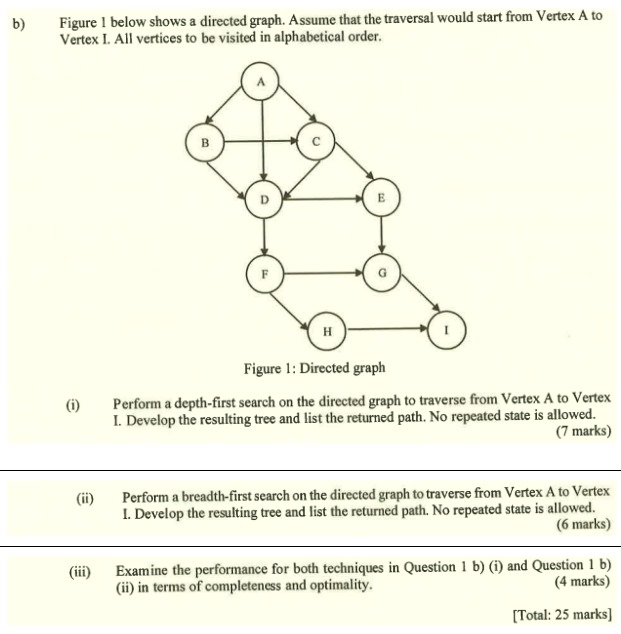 b) Figure 1 below shows a directed graph. Assume that the traversal would start from Vertex A to
Vertex I. All vertices to be visited in alphabetical order.
A
B
C
D
E
F
G
H
I
Figure 1: Directed graph
(i) Perform a depth-first search on the directed graph to traverse from Vertex A to Vertex
I. Develop the resulting tree and list the returned path. No repeated state is allowed.
(7 marks)
(ii) Perform a breadth-first search on the directed graph to traverse from Vertex A to Vertex
I. Develop the resulting tree and list the returned path. No repeated state is allowed.
(6 marks)
(iii) Examine the performance for both techniques in Question 1 b) (i) and Question 1 b)
(ii) in terms of completeness and optimality. (4 marks)
[Total: 25 marks]